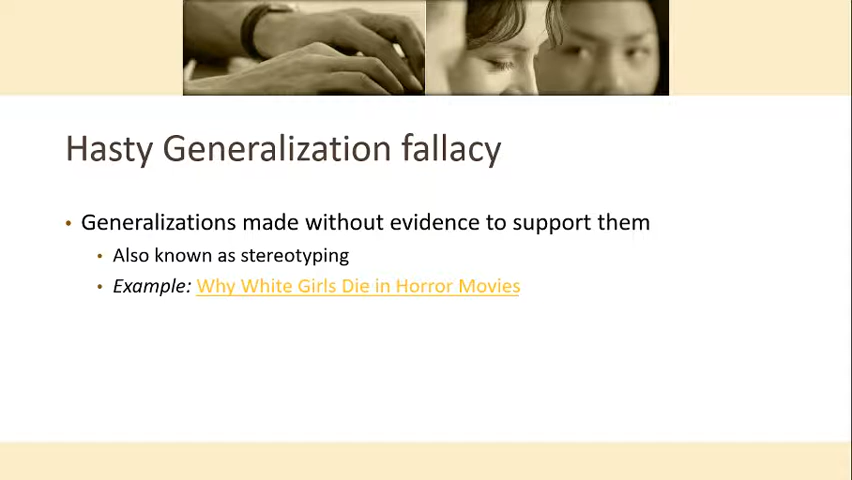 Hasty Generalization fallacy
• Generalizations made without evidence to support them
• Also known as stereotyping
• Example: Why White Girls Die in Horror Movies